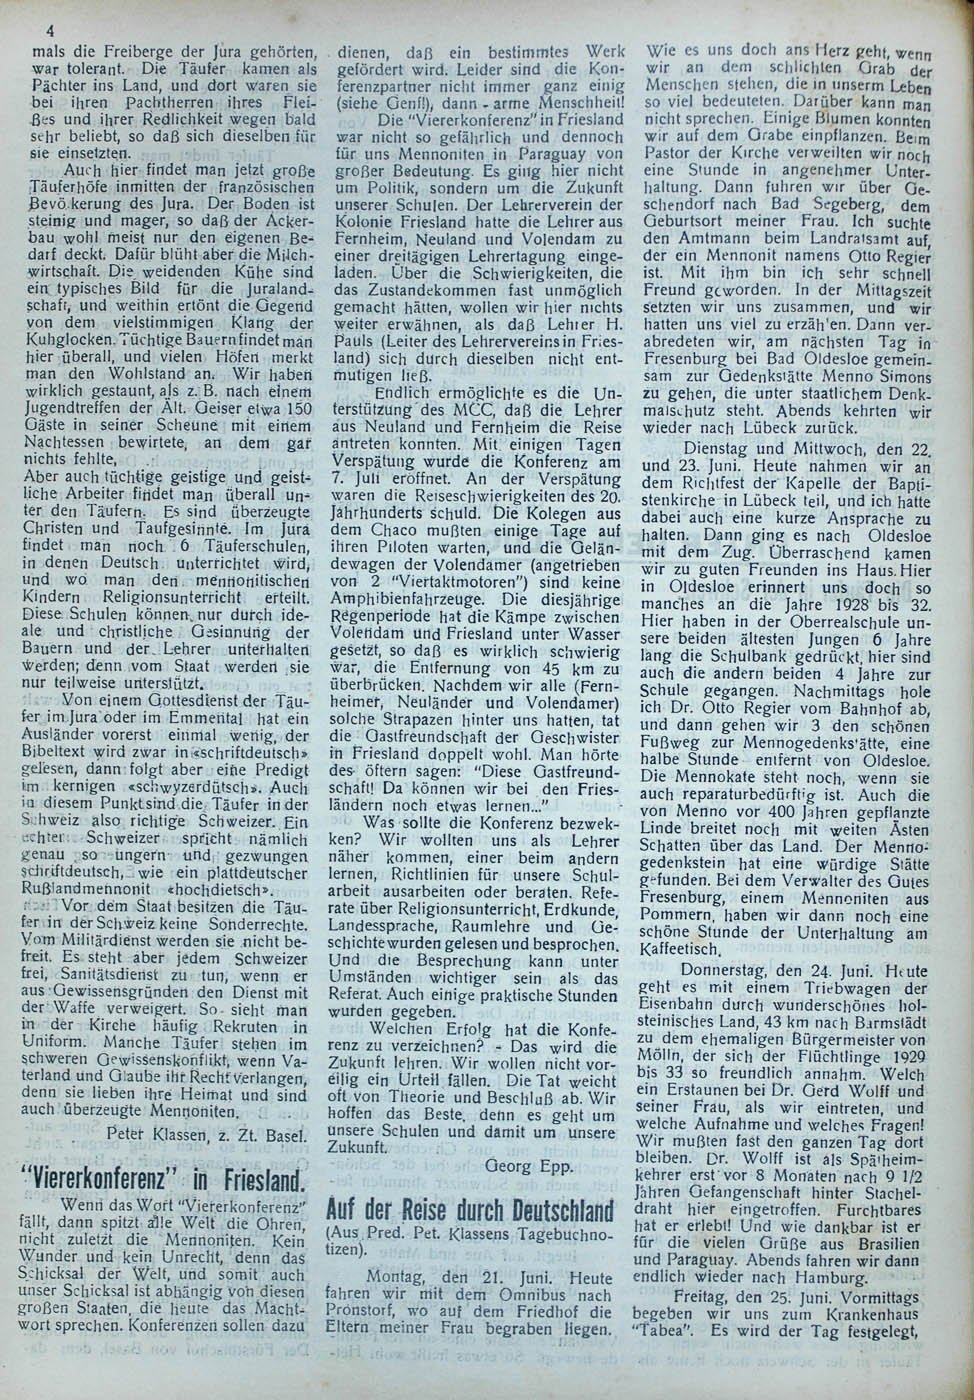 4
mals die Freiberge der Jura gehörten,
war tolerant. Die Täufer kamen als
Pächter ins Land, und dort waren sie
bei ihren Pachtherren ihres Flei-
ßes und ihrer Redlichkeit wegen bald
sehr beliebt, so daß sich dieselben für
sie einsetzten.
Auch hier findet man jetzt große
Täuferhöfe inmitten der französischen
Bevö kerung des Jura. Der Boden ist
steinig und mager, so daß der Acker-
bau wohl meist nur den eigenen Be-
darf deckt. Dafür blüht aber die Milch-
wirtschaft. Die weidenden Kühe sind
ein typisches Bild für die Juraland-
schaft, und weithin ertönt die Gegend
von dem vielstimmigen Klang der
Kuhglocken. Tüchtige Bauern findet man
hier überall, und vielen Höfen merkt
man den Wohlstand an. Wir haben
wirklich gestaunt, als z. B. nach einem
Jugendtreffen der Ält. Geiser etwa 150
Gäste in seiner Scheune mit einem
Nachtessen bewirtete, an dem gar
nichts fehlte,
Aber auch tüchtige geistige und geist-
liche Arbeiter findet man überall un-
ter den Täufern. Es sind überzeugte
Christen und Taufgesinnte. Im Jura
findet man noch 6 Täuferschulen,
in denen Deutsch unterrichtet wird,
und wo man den mennonitischen
Kindern Religionsunterricht erteilt.
Diese Schulen können nur durch ide-
ale und christliche Gesinnung der
Bauern und der Lehrer unterhalten
werden; denn vom Staat werden sie
nur teilweise unterstützt.
Von einem Gottesdienst der Täu-
fer im Jura oder im Emmental hat ein
Ausländer vorerst einmal wenig, der
Bibeltext wird zwar in «schriftdeutsch»
gelesen, dann folgt aber eine Predigt
im kernigen «schwyzerdütsch». Auch
in diesem Punkt sind die Täufer in der
Schweiz also richtige Schweizer. Ein
echter Schweizer spricht nämlich
genau so ungern und gezwungen
schriftdeutsch, wie ein plattdeutscher
Rußlandmennonit «hochdietsch».
Vor dem Staat besitzen die Täu-
fer in der Schweiz keine Sonderrechte.
Vom Militärdienst werden sie nicht be-
freit. Es steht aber jedem Schweizer
frei, Sanitätsdienst zu tun, wenn er
aus Gewissensgründen den Dienst mit
der Waffe verweigert. So sieht man
in der Kirche häufig Rekruten in
Uniform. Manche Täufer stehen im
schweren Gewissenskonflikt, wenn Va-
terland und Glaube ihr Recht verlangen,
denn sie lieben ihre Heimat und sind
auch überzeugte Mennoniten.
Peter Klassen, z. Zt. Basel.
"Viererkonferenz" in Friesland.
Wenn das Wort "Viererkonferenz"
fällt, dann spitzt alle Welt die Ohren,
nicht zuletzt die Mennoniten. Kein
Wunder und kein Unrecht, denn das
Schicksal der Welt, und somit auch
unser Schicksal ist abhängig von diesen
großen Staaten, die heute das Macht-
wort sprechen. Konferenzen sollen dazu
dienen, daß ein bestimmtes Werk
gefördert wird. Leider sind die Kon-
ferenzpartner nicht immer ganz einig
(siehe Genf!), dann - arme Menschheit!
Die "Viererkonferenz" in Friesland
war nicht so gefährlich und dennoch
für uns Mennoniten in Paraguay von
großer Bedeutung. Es ging hier nicht
um Politik, sondern um die Zukunft
unserer Schulen. Der Lehrerverein der
Kolonie Friesland hatte die Lehrer aus
Fernheim, Neuland und Volendam zu
einer dreitägigen Lehrertagung einge-
laden. Über die Schwierigkeiten, die
das Zustandekommen fast unmöglich
gemacht hätten, wollen wir hier nichts
weiter erwähnen, als daß Lehrer H.
Pauls (Leiter des Lehrervereins in Fries-
land) sich durch dieselben nicht ent-
mutigen ließ.
Endlich ermöglichte es die Un-
terstützung des MCC, daß die Lehrer
aus Neuland und Fernheim die Reise
antreten konnten. Mit einigen Tagen
Verspätung wurde die Konferenz am
7. Juli eröffnet. An der Verspätung
waren die Reiseschwierigkeiten des 20.
Jahrhunderts schuld. Die Kolegen aus
dem Chaco mußten einige Tage auf
ihren Piloten warten, und die Gelän-
dewagen der Volendamer (angetrieben
von 2 "Viertaktmotoren") sind keine
Amphibienfahrzeuge. Die diesjährige
Regenperiode hat die Kämpe zwischen
Volendam und Friesland unter Wasser
gesetzt, so daß es wirklich schwierig
war, die Entfernung von 45 km zu
überbrücken. Nachdem wir alle (Fern-
heimer, Neuländer und Volendamer)
solche Strapazen hinter uns hatten, tat
die Gastfreundschaft der Geschwister
in Friesland doppelt wohl. Man hörte
des öftern sagen: "Diese Gastfreund-
schaft! Da können wir bei den Fries-
ländern noch etwas lernen..."
Was sollte die Konferenz bezwek-
ken? Wir wollten uns als Lehrer
näher kommen, einer beim andern
lernen, Richtlinien für unsere Schul-
arbeit ausarbeiten oder beraten. Refe-
rate über Religionsunterricht, Erdkunde,
Landessprache, Raumlehre und Ge-
schichte wurden gelesen und besprochen.
Und die Besprechung kann unter
Umständen wichtiger sein als das
Referat. Auch einige praktische Stunden
wurden gegeben.
Welchen Erfolg hat die Konfe-
renz zu verzeichnen? - Das wird die
Zukunft lehren. Wir wollen nicht vor-
eilig ein Urteil fällen. Die Tat weicht
oft von Theorie und Beschluß ab. Wir
hoffen das Beste, denn es geht um
unsere Schulen und damit um unsere
Zukunft.
Georg Epp.
Auf der Reise durch Deutschland
(Aus Pred. Pet. Klassens Tagebuchno-
tizen).
Montag, den 21. Juni. Heute
fahren wir mit dem Omnibus nach
Pronstorf, wo auf dem Friedhof die
Eltern meiner Frau begraben liegen.
Wie es uns doch ans Herz geht, wenn
wir an dem schlichten Grab der
Menschen stehen, die in unserm Leben
so viel bedeuteten. Darüber kann man
nicht sprechen. Einige Blumen konnten
wir auf dem Grabe einpflanzen. Beim
Pastor der Kirche verweilten wir noch
eine Stunde in angenehmer Unter-
haltung. Dann fuhren wir über Ge-
schendorf nach Bad Segeberg, dem
Geburtsort meiner Frau. Ich suchte
den Amtmann beim Landratsamt auf,
der ein Mennonit namens Otto Regier
ist. Mit ihm bin ich sehr schnell
Freund geworden. In der Mittagszeit
setzten wir uns zusammen, und wir
hatten uns viel zu erzäh'en. Dann ver-
abredeten wir, am nächsten Tag in
Fresenburg bei Bad Oldesloe gemein-
sam zur Gedenkstätte Menno Simons
zu gehen, die unter staatlichem Denk-
malschutz steht. Abends kehrten wir
wieder nach Lübeck zurück.
Dienstag und Mittwoch, den 22.
und 23. Juni. Heute nahmen wir an
dem Richtfest der Kapelle der Bapti-
stenkirche in Lübeck teil, und ich hatte
dabei auch eine kurze Ansprache zu
halten. Dann ging es nach Oldesloe
mit dem Zug. Überraschend kamen
wir zu guten Freunden ins Haus. Hier
in Oldesloe erinnert uns doch so
manches an die Jahre 1928 bis 32.
Hier haben in der Oberrealschule un-
sere beiden ältesten Jungen 6 Jahre
lang die Schulbank gedrückt, hier sind
auch die andern beiden 4 Jahre zur
Schule gegangen. Nachmittags hole
ich Dr. Otto Regier vom Bahnhof ab,
und dann gehen wir 3 den schönen
Fußweg zur Mennogedenks'ätte, eine
halbe Stunde entfernt von Oldesloe.
Die Mennokate steht noch, wenn sie
auch reparaturbedürftig ist. Auch die
von Menno vor 400 Jahren gepflanzte
Linde breitet noch mit weiten Ästen
Schatten über das Land. Der Menno-
gedenkstein hat eine würdige Stätte
gefunden. Bei dem Verwalter des Gutes
Fresenburg, einem Mennoniten aus
Pommern, haben wir dann noch eine
schöne Stunde der Unterhaltung am
Kaffeetisch.
Donnerstag, den 24. Juni. Heute
geht es mit einem Triebwagen der
Eisenbahn durch wunderschönes hol-
steinisches Land, 43 km nach Barmstädt
zu dem ehemaligen Bürgermeister von
Mölln, der sich der Flüchtlinge 1929
bis 33 so freundlich annahm. Welch
ein Erstaunen bei Dr. Gerd Wolff und
seiner Frau, als wir eintreten, und
welche Aufnahme und welches Fragen!
Wir mußten fast den ganzen Tag dort
bleiben. Dr. Wolff ist als Spä'heim-
kehrer erst vor 8 Monaten nach 9 1/2
Jahren Gefangenschaft hinter Stachel-
draht hier eingetroffen. Furchtbares
hat er erlebt! Und wie dankbar ist er
für die vielen Grüße aus Brasilien
und Paraguay. Abends fahren wir dann
endlich wieder nach Hamburg.
Freitag, den 25. Juni. Vormittags
begeben wir uns zum Krankenhaus
"Tabea". Es wird der Tag festgelegt,